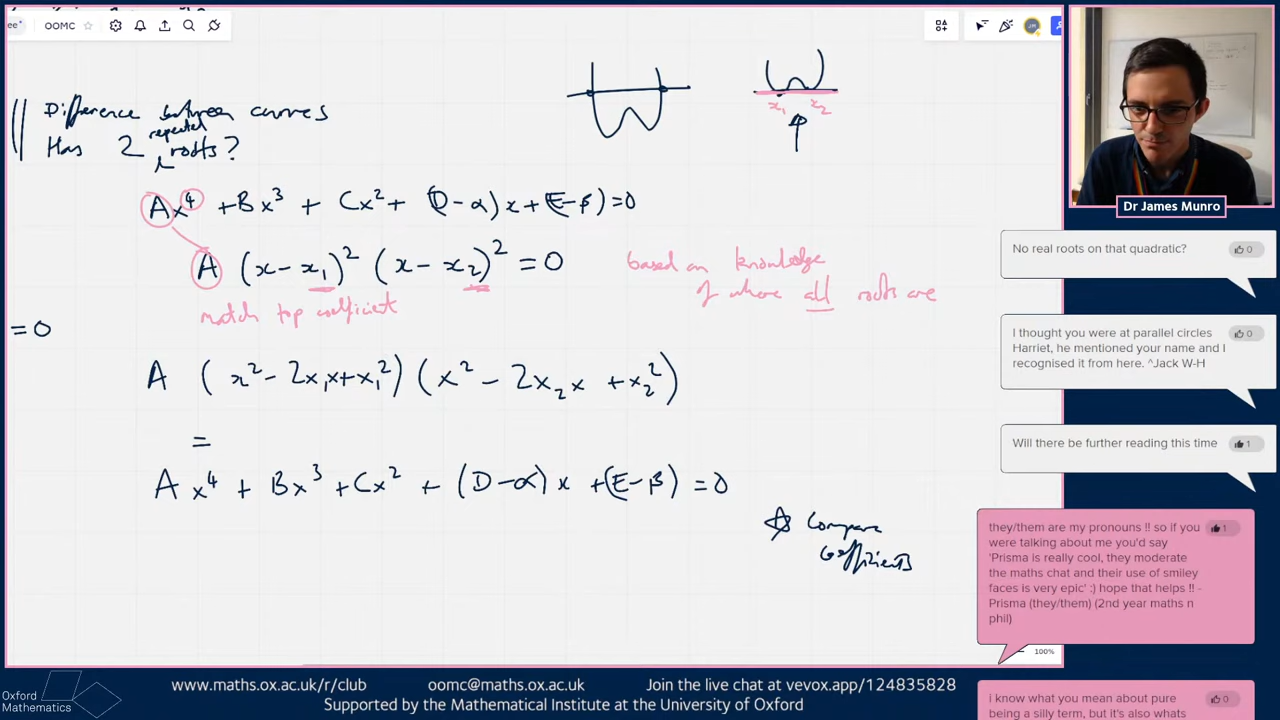 OOMC
Difference between curves
Has 2 repeated roots?
x₁ x₂
Ax⁴ + Bx³ + Cx² + (D-α)x + (E-β) = 0
A (x - x₁)² (x - x₂)² = 0
based on knowledge
of where all roots are
match top coefficient
= 0
A (x² - 2x₁x + x₁²) (x² - 2x₂x + x₂²)
=
A x⁴ + Bx³ + Cx² + (D-α)x + (E-β) = 0
☆ Compare
coefficients
100%
JM
Dr James Munro
No real roots on that quadratic?
0
I thought you were at parallel circles
Harriet, he mentioned your name and I
recognised it from here. ^Jack W-H
0
Will there be further reading this time
1
they/them are my pronouns !! so if you
were talking about me you'd say
'Prisma is really cool, they moderate
the maths chat and their use of smiley
faces is very epic' :) hope that helps !! -
Prisma (they/them) (2nd year maths n
phil)
1
i know what you mean about pure
being a silly term, but it's also whats
0
Oxford
Mathematics
www.maths.ox.ac.uk/r/club oomc@maths.ox.ac.uk Join the live chat at vevox.app/124835828
Supported by the Mathematical Institute at the University of Oxford